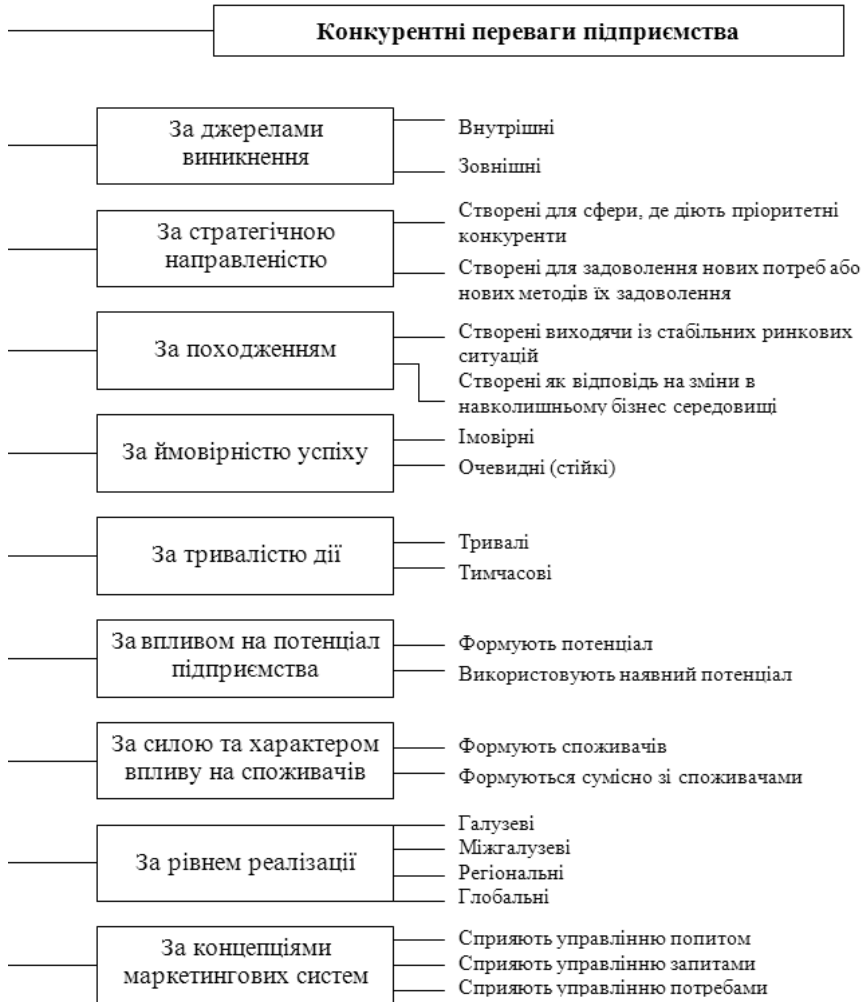 Конкурентні переваги підприємства
За джерелами
виникнення
Внутрішні
Зовнішні
За стратегічною
направленістю
Створені для сфери, де діють пріоритетні
конкуренти
Створені для задоволення нових потреб або
нових методів їх задоволення
За походженням
Створені виходячи із стабільних ринкових
ситуацій
Створені як відповідь на зміни в
навколишньому бізнес середовищі
За ймовірністю успіху
Імовірні
Очевидні (стійкі)
За тривалістю дії
Тривалі
Тимчасові
За впливом на потенціал
підприємства
Формують потенціал
Використовують наявний потенціал
За силою та характером
впливу на споживачів
Формують споживачів
Формуються сумісно зі споживачами
За рівнем реалізації
Галузеві
Міжгалузеві
Регіональні
Глобальні
За концепціями
маркетингових систем
Сприяють управлінню попитом
Сприяють управлінню запитами
Сприяють управлінню потребами